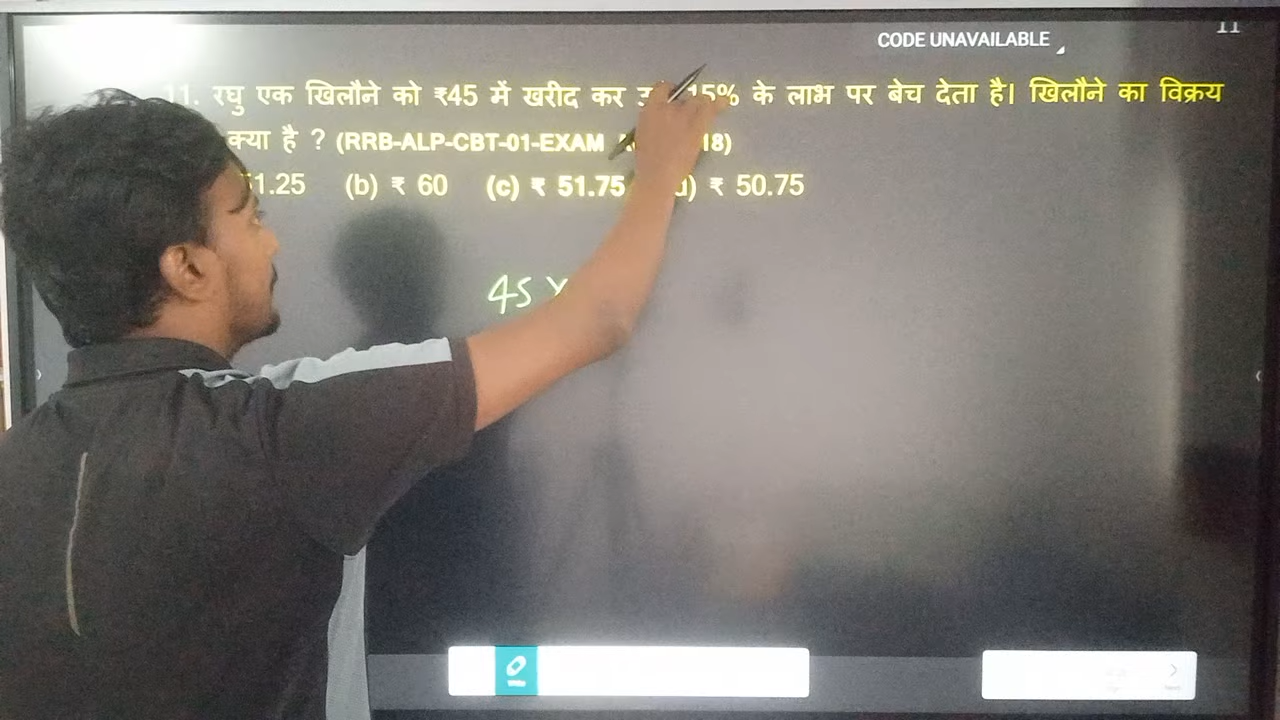 CODE UNAVAILABLE
11
11. रघु एक खिलौने को ₹45 में खरीद कर 15% के लाभ पर बेच देता है। खिलौने का विक्रय
क्या है ? (RRB-ALP-CBT-01-EXAM 18)
51.25 (b) ₹ 60 (c) ₹ 51.75 d) ₹ 50.75
45 X